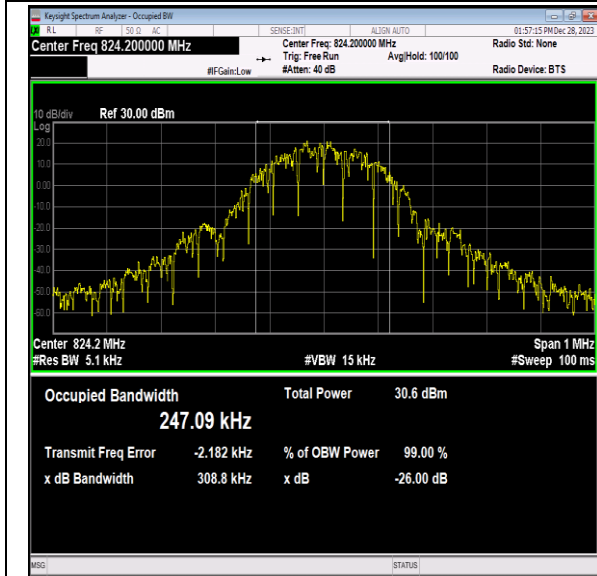 Keysight Spectrum Analyzer - Occupied BW
RL RF 50 Ω AC SENSE:INT ALIGN AUTO 01:57:15 PM Dec 28, 2023
Center Freq 824.200000 MHz Center Freq: 824.200000 MHz Radio Std: None
Trig: Free Run Avg|Hold: 100/100
#IFGain:Low #Atten: 40 dB Radio Device: BTS
10 dB/div Ref 30.00 dBm
Log
20.0
10.0
0.00
-10.0
-20.0
-30.0
-40.0
-50.0
-60.0
Center 824.2 MHz Span 1 MHz
#Res BW 5.1 kHz #VBW 15 kHz #Sweep 100 ms
Occupied Bandwidth Total Power 30.6 dBm
247.09 kHz
Transmit Freq Error -2.182 kHz % of OBW Power 99.00 %
x dB Bandwidth 308.8 kHz x dB -26.00 dB
MSG STATUS